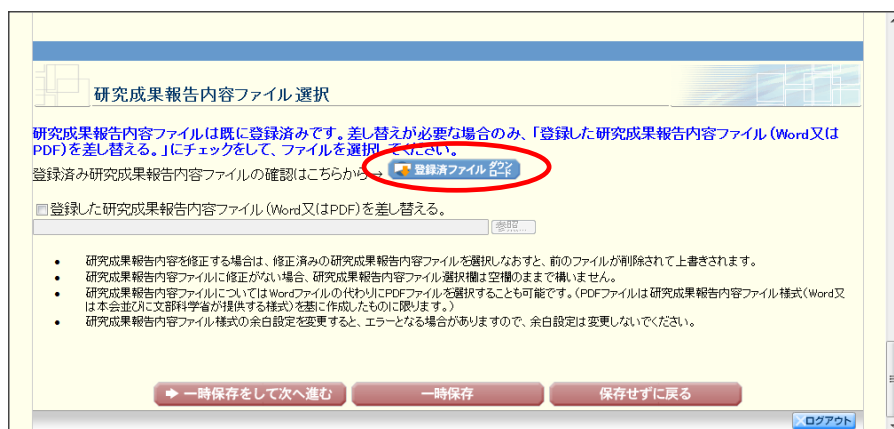 研究成果報告内容ファイル選択
研究成果報告内容ファイルは既に登録済みです。差し替えが必要な場合のみ、「登録した研究成果報告内容ファイル(Word又は
PDF)を差し替える。」にチェックをして、ファイルを選択してください。
登録済み研究成果報告内容ファイルの確認はこちらから→ 登録済ファイル ダウンロード
登録した研究成果報告内容ファイル(Word又はPDF)を差し替える。
参照...
• 研究成果報告内容を修正する場合は、修正済みの研究成果報告内容ファイルを選択しなおすと、前のファイルが削除されて上書きされます。
• 研究成果報告内容ファイルに修正がない場合、研究成果報告内容ファイル選択欄は空欄のままで構いません。
• 研究成果報告内容ファイルについてはWordファイルの代わりにPDFファイルを選択することも可能です。(PDFファイルは研究成果報告内容ファイル様式(Word又
は本会並びに文部科学省が提供する様式)を基に作成したものに限ります。)
• 研究成果報告内容ファイル様式の余白設定を変更すると、エラーとなる場合がありますので、余白設定は変更しないでください。
一時保存をして次へ進む 一時保存 保存せずに戻る
ログアウト